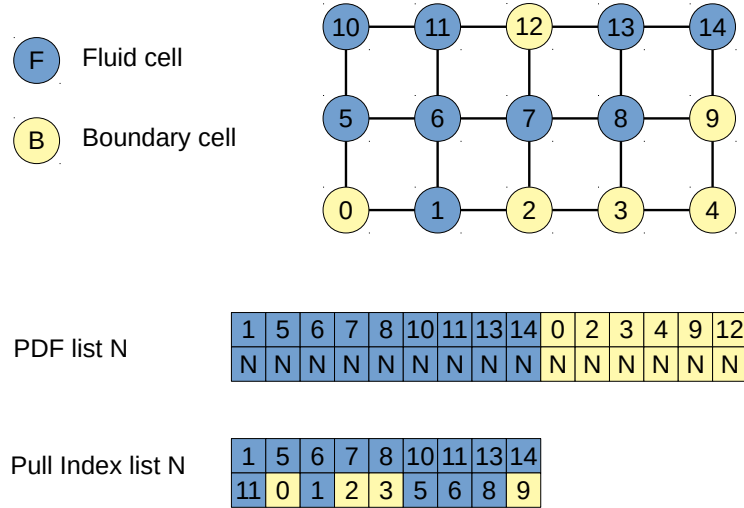 10 11 12 13 14
F Fluid cell
5 6 7 8 9
B Boundary cell
0 1 2 3 4
PDF list N
1 5 6 7 8 10 11 13 14 0 2 3 4 9 12
N N N N N N N N N N N N N N N
Pull Index list N
1 5 6 7 8 10 11 13 14
11 0 1 2 3 5 6 8 9